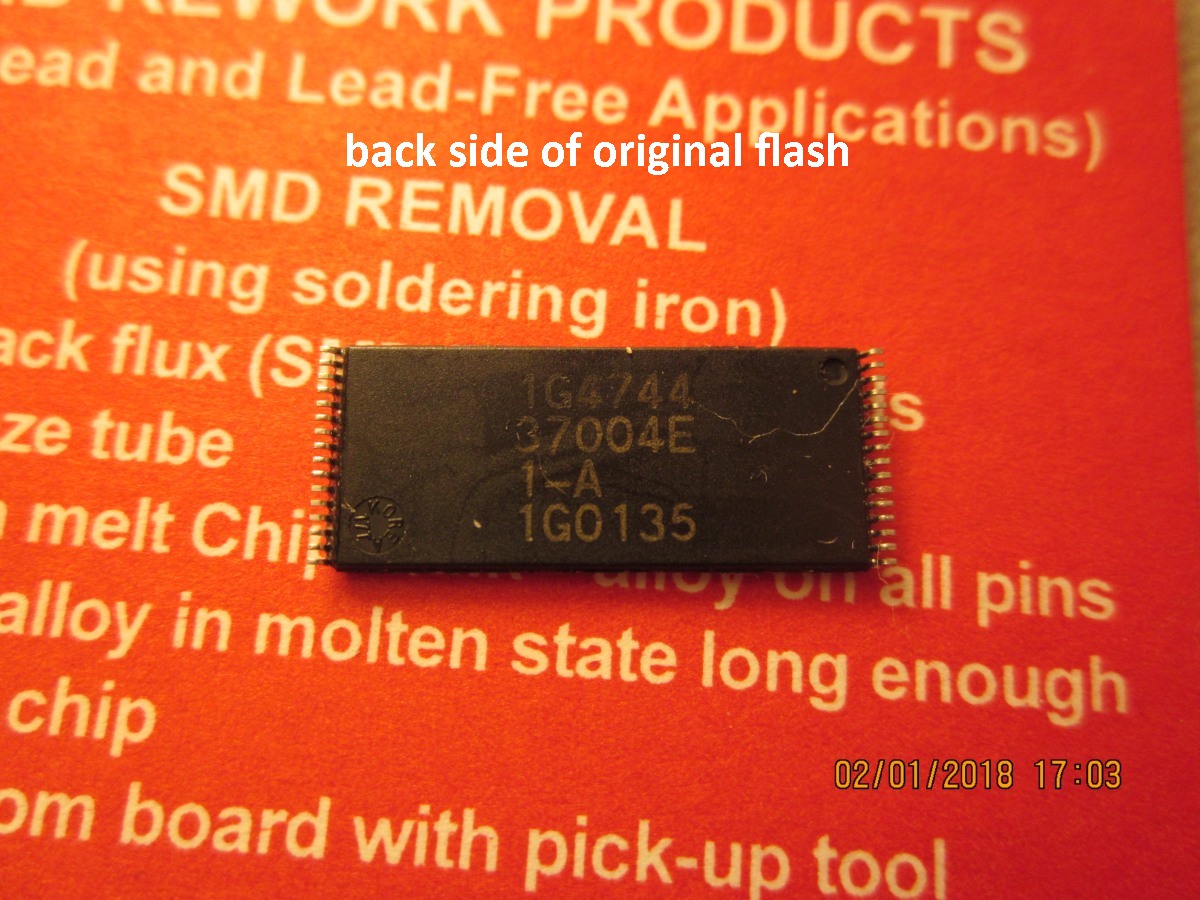 REWORK PRODUCTS
ead and Lead-Free Applications)
back side of original flash
SMD REMOVAL
(using soldering iron)
ack flux (S
s
ze tube
1G4744
37004E
1-A
1G0135
melt Chip
alloy on all pins
alloy in molten state long enough
chip
02/01/2018 17:03
om board with pick-up tool